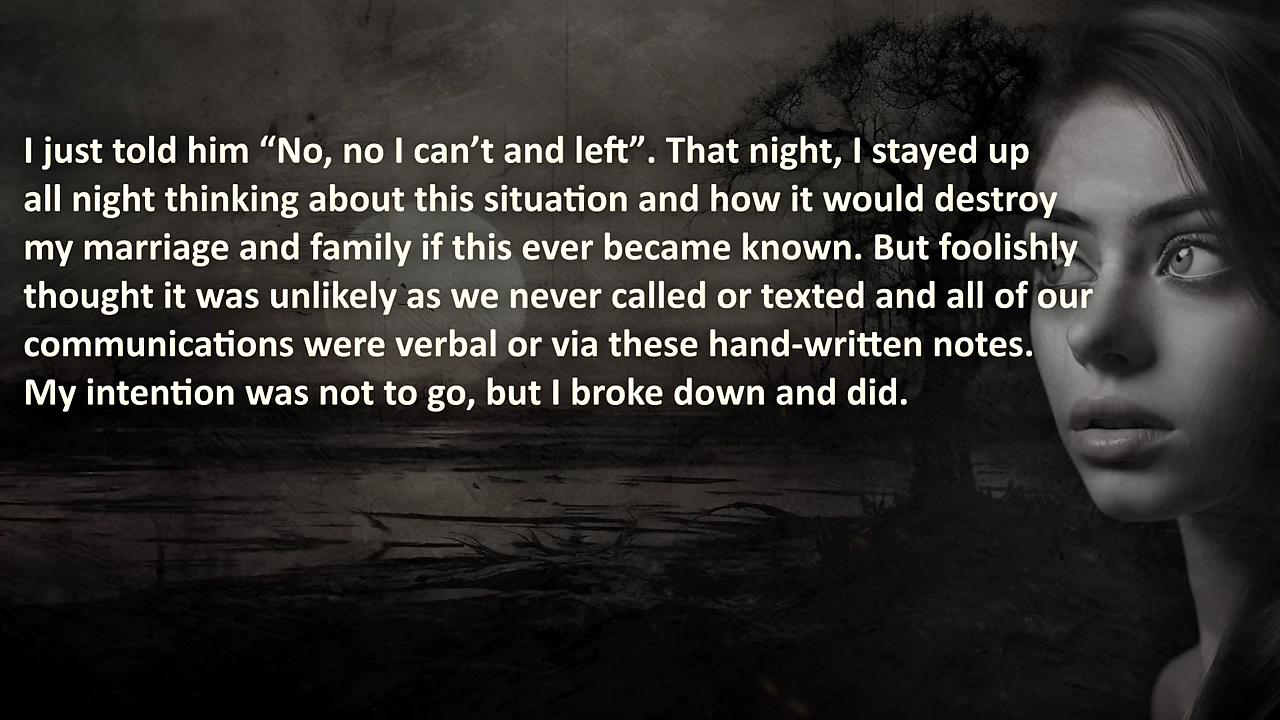 I just told him “No, no I can’t and left”. That night, I stayed up
all night thinking about this situation and how it would destroy
my marriage and family if this ever became known. But foolishly
thought it was unlikely as we never called or texted and all of our
communications were verbal or via these hand-written notes.
My intention was not to go, but I broke down and did.